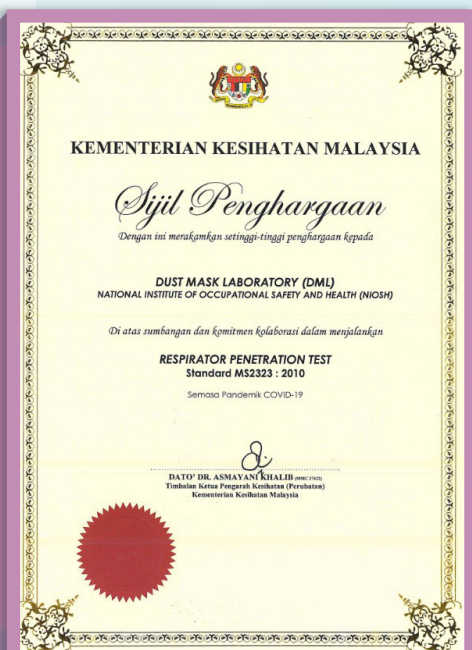 KEMENTERIAN KESIHATAN MALAYSIA
Sijil Penghargaan
Dengan ini merakamkan setinggi-tinggi penghargaan kepada
DUST MASK LABORATORY (DML)
NATIONAL INSTITUTE OF OCCUPATIONAL SAFETY AND HEALTH (NIOSH)
Di atas sumbangan dan komitmen kolaborasi dalam menjalankan
RESPIRATOR PENETRATION TEST
Standard MS2323 : 2010
Semasa Pandemik COVID-19
DATO' DR. ASMAYANI KHALIB
Timbalan Ketua Pengarah Kesihatan (Perubatan)
Kementerian Kesihatan Malaysia